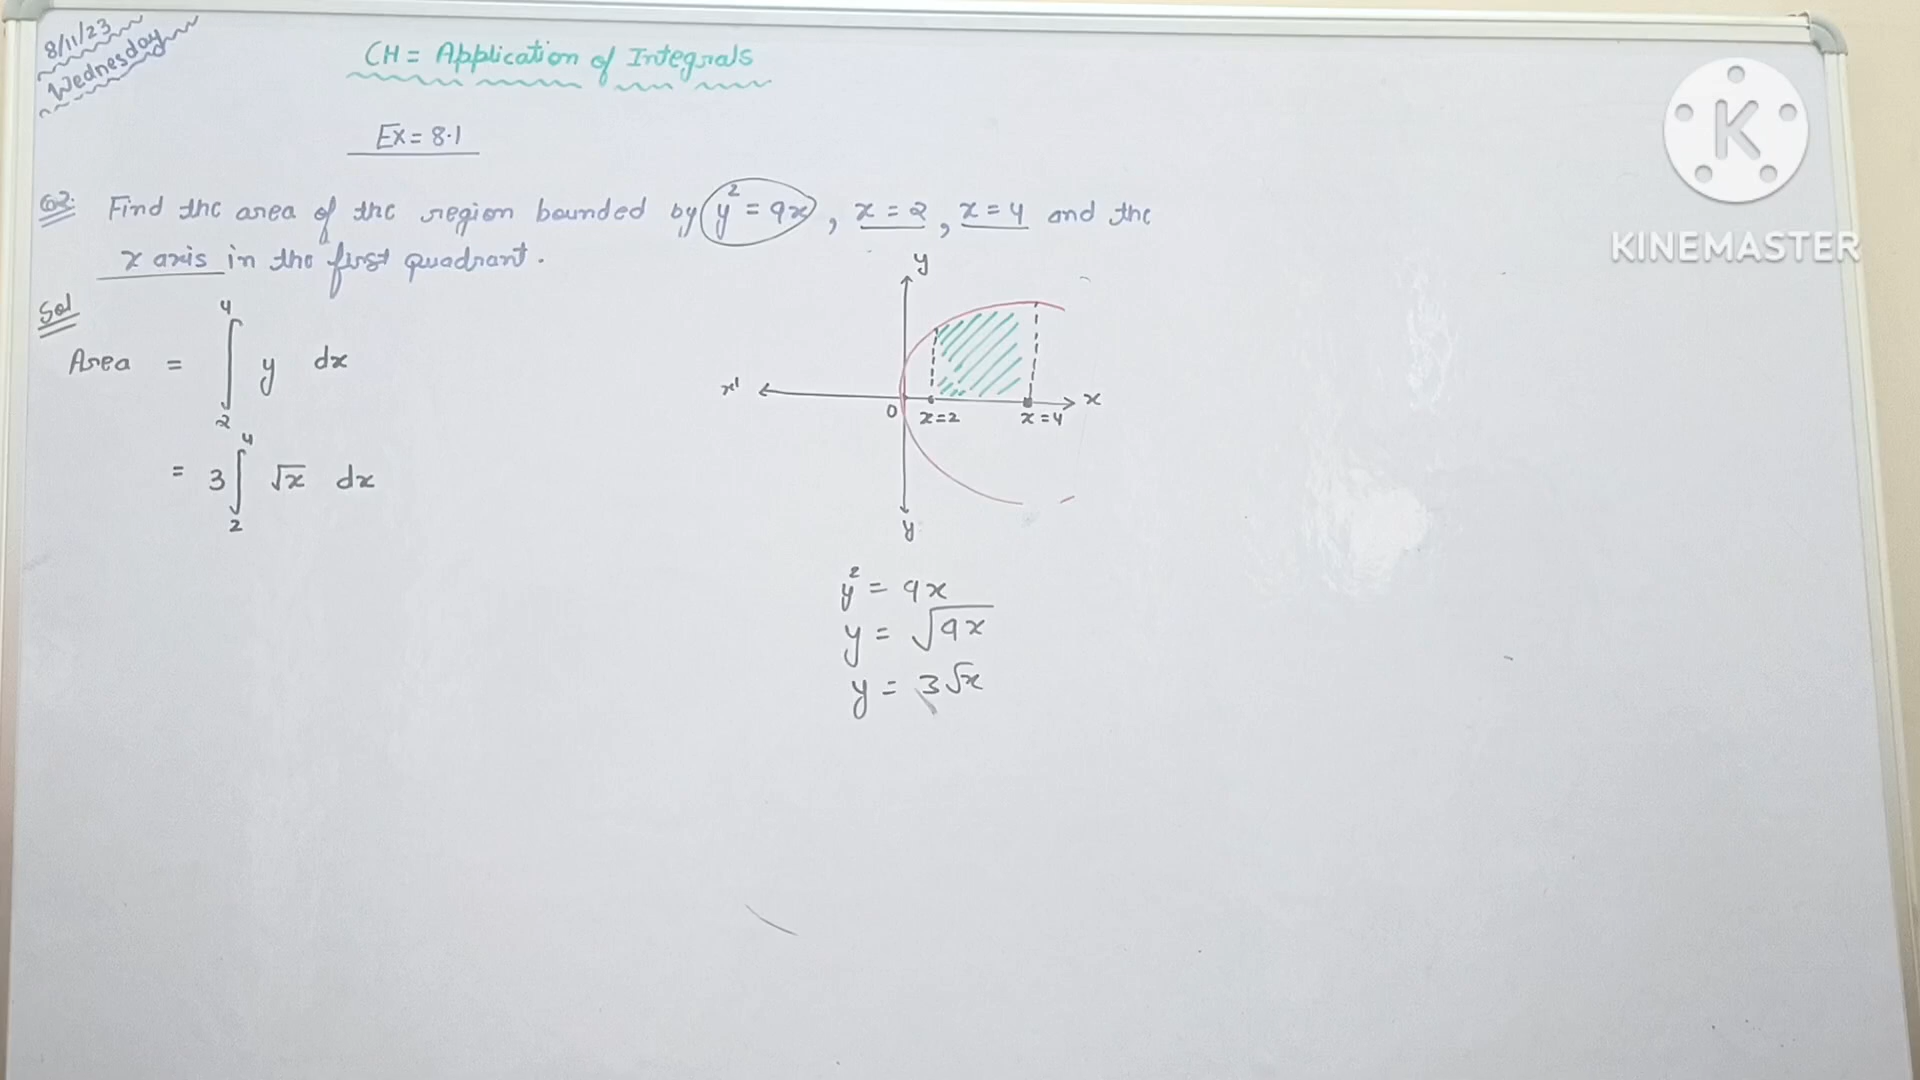 8/11/23
Wednesday
CH = Application of Integrals
Ex = 8.1
Q2. Find the area of the region bounded by y² = 9x, x = 2, x = 4 and the
x axis in the first quadrant.
Sol
Area = ∫₂⁴ y dx
= 3∫₂⁴ √x dx
y
x' x
0 x=2 x=4
y
y² = 9x
y = √9x
y = 3√x
K
KINEMASTER